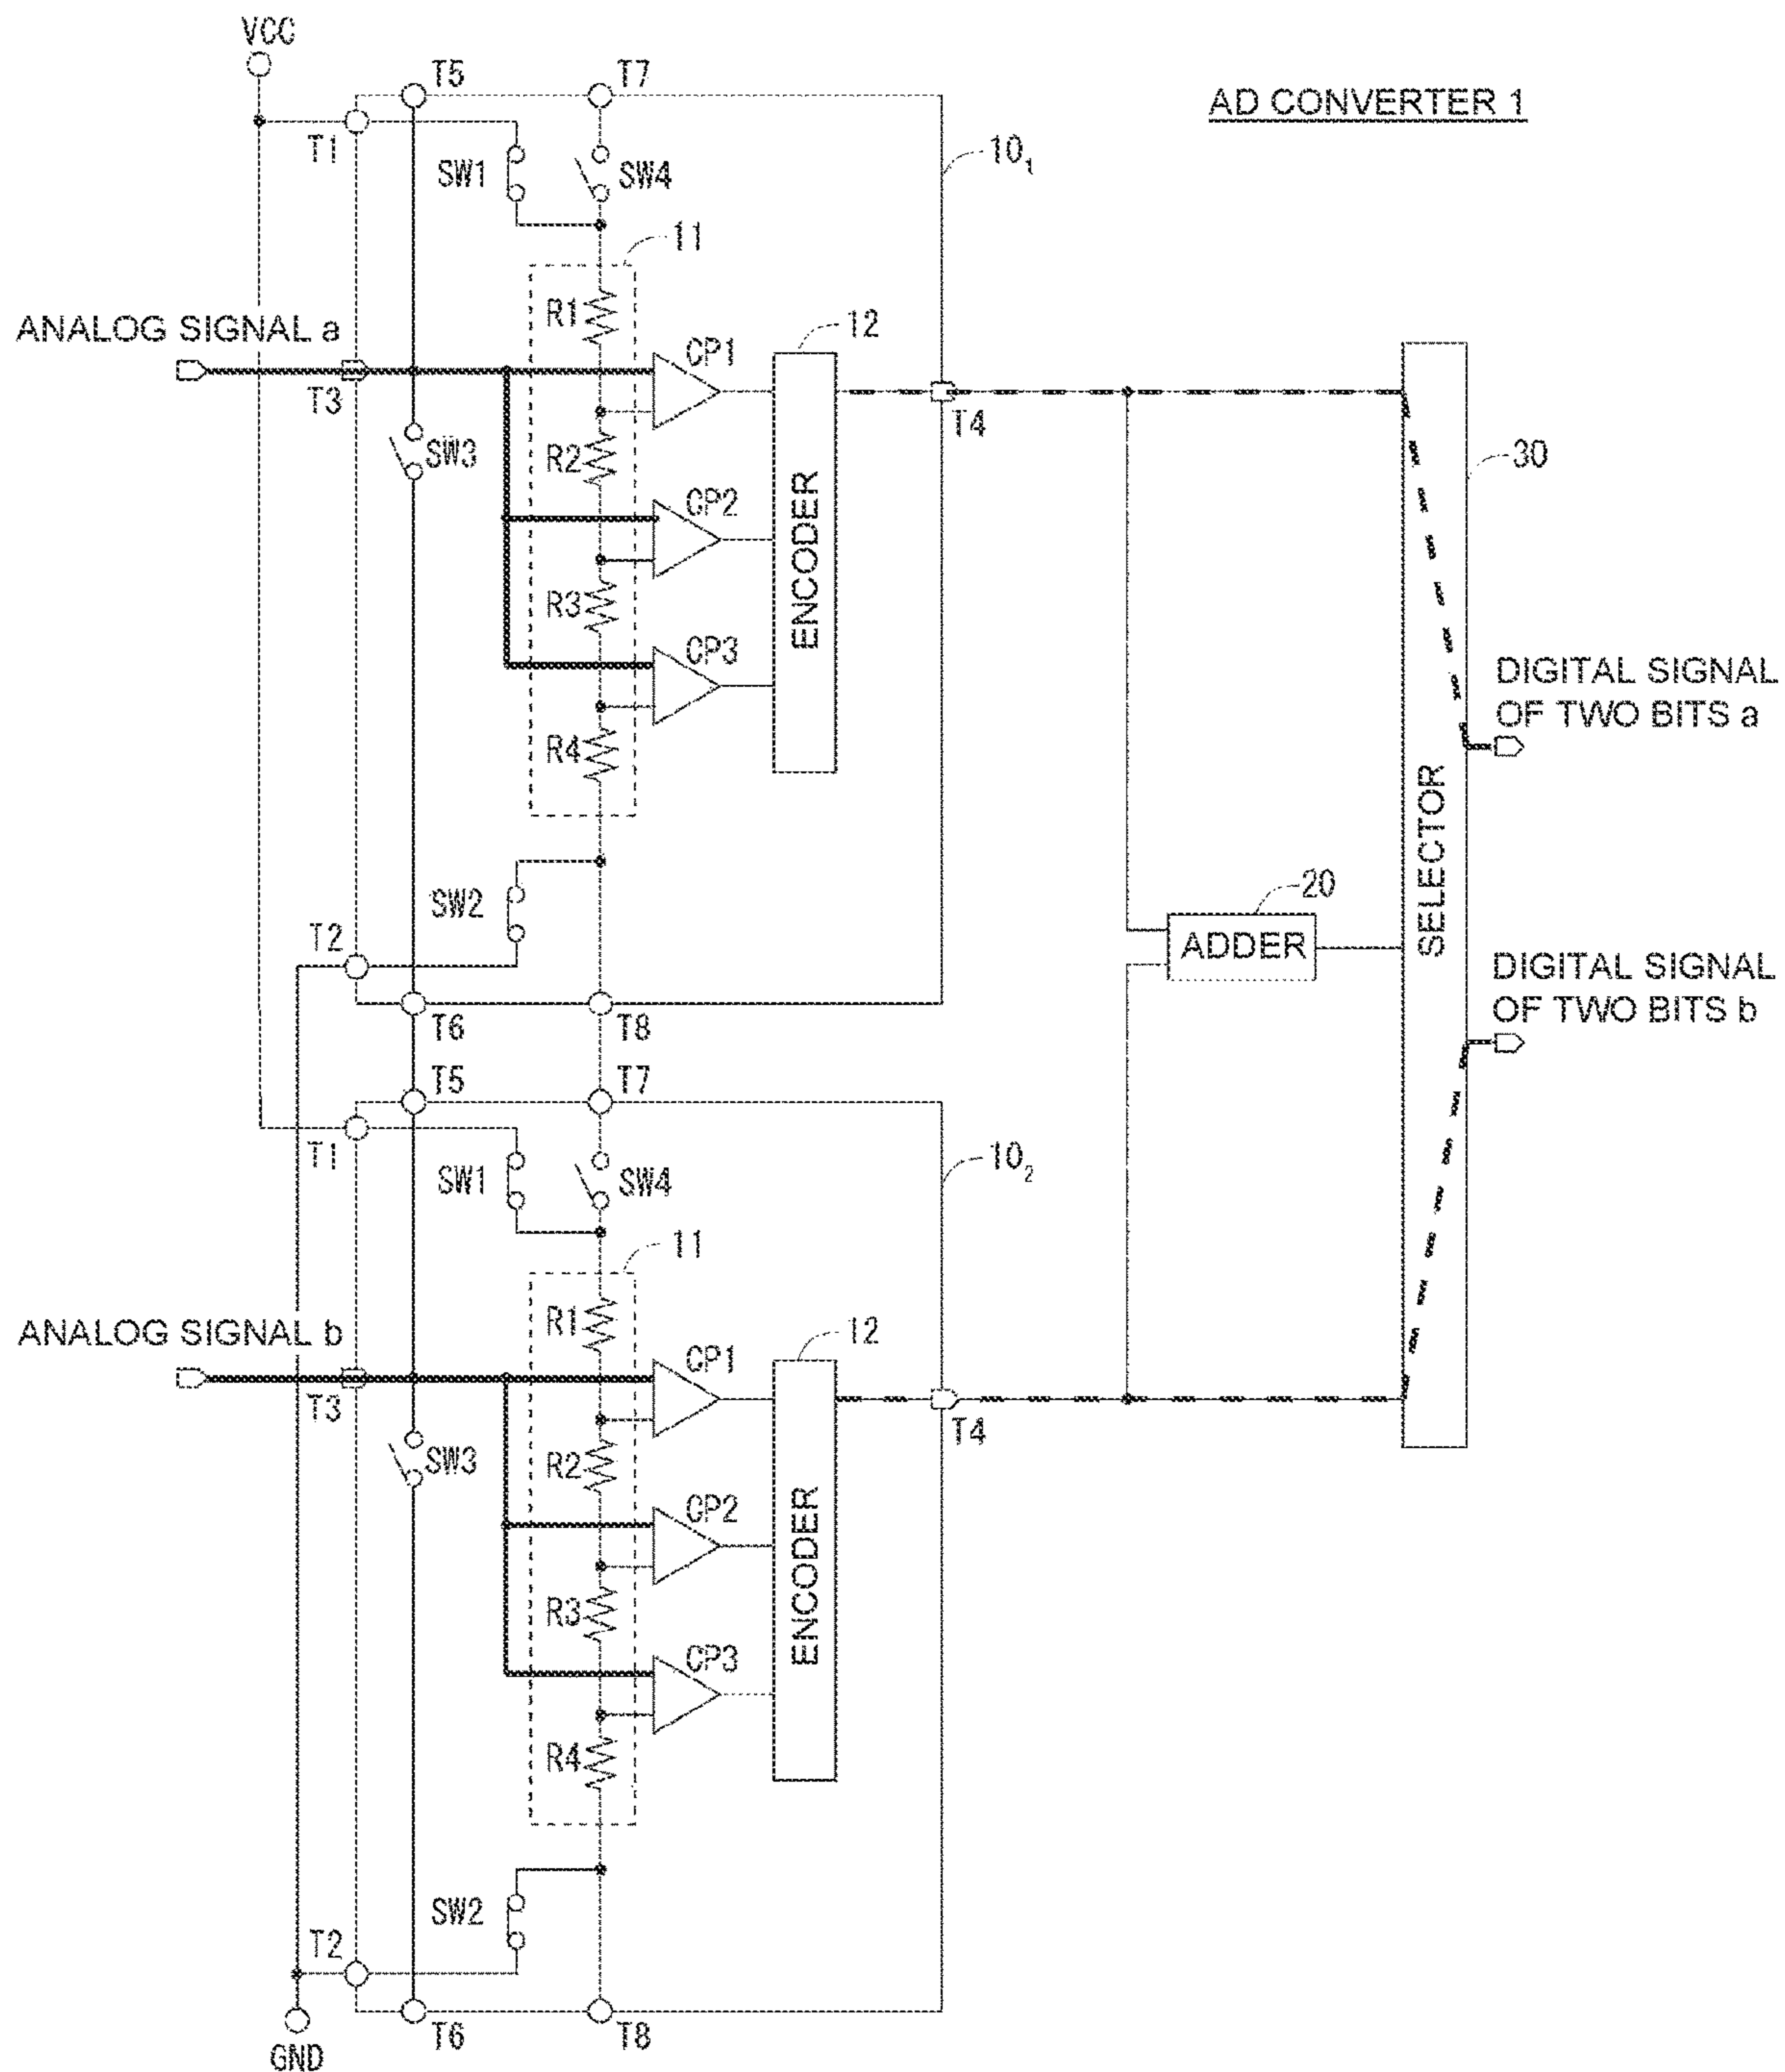 VCC
T5
T7
AD CONVERTER 1
T1
SW1
SW4
10₁
11
ANALOG SIGNAL a
R1
12
CP1
T3
T4
SW3
R2
30
CP2
ENCODER
R3
CP3
DIGITAL SIGNAL
OF TWO BITS a
R4
SELECTOR
SW2
20
T2
ADDER
DIGITAL SIGNAL
OF TWO BITS b
T6
T8
T5
T7
T1
SW1
SW4
10₂
11
ANALOG SIGNAL b
R1
12
CP1
T3
T4
SW3
R2
CP2
ENCODER
R3
CP3
R4
SW2
T2
T6
T8
GND